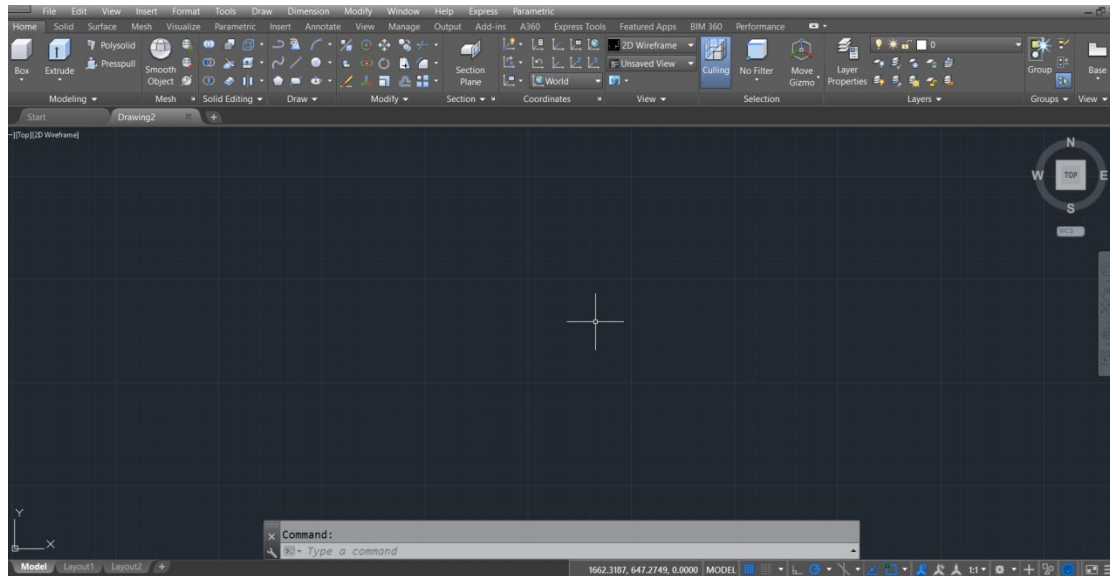 File Edit View Insert Format Tools Draw Dimension Modify Window Help Express Parametric
Home Solid Surface Mesh Visualize Parametric Insert Annotate View Manage Output Add-ins A360 Express Tools Featured Apps BIM 360 Performance
Polysolid 2D Wireframe 0
Presspull Unsaved View
Box Extrude Smooth Object Section Plane World Culling No Filter Move Gizmo Layer Properties Group Base
Modeling Mesh Solid Editing Draw Modify Section Coordinates View Selection Layers Groups View
Start Drawing2 +
-][Top][2D Wireframe]
N
W TOP E
S
WCS
Y
X
Command:
Type a command
Model Layout1 Layout2 + 1662.3187, 647.2749, 0.0000 MODEL 1:1